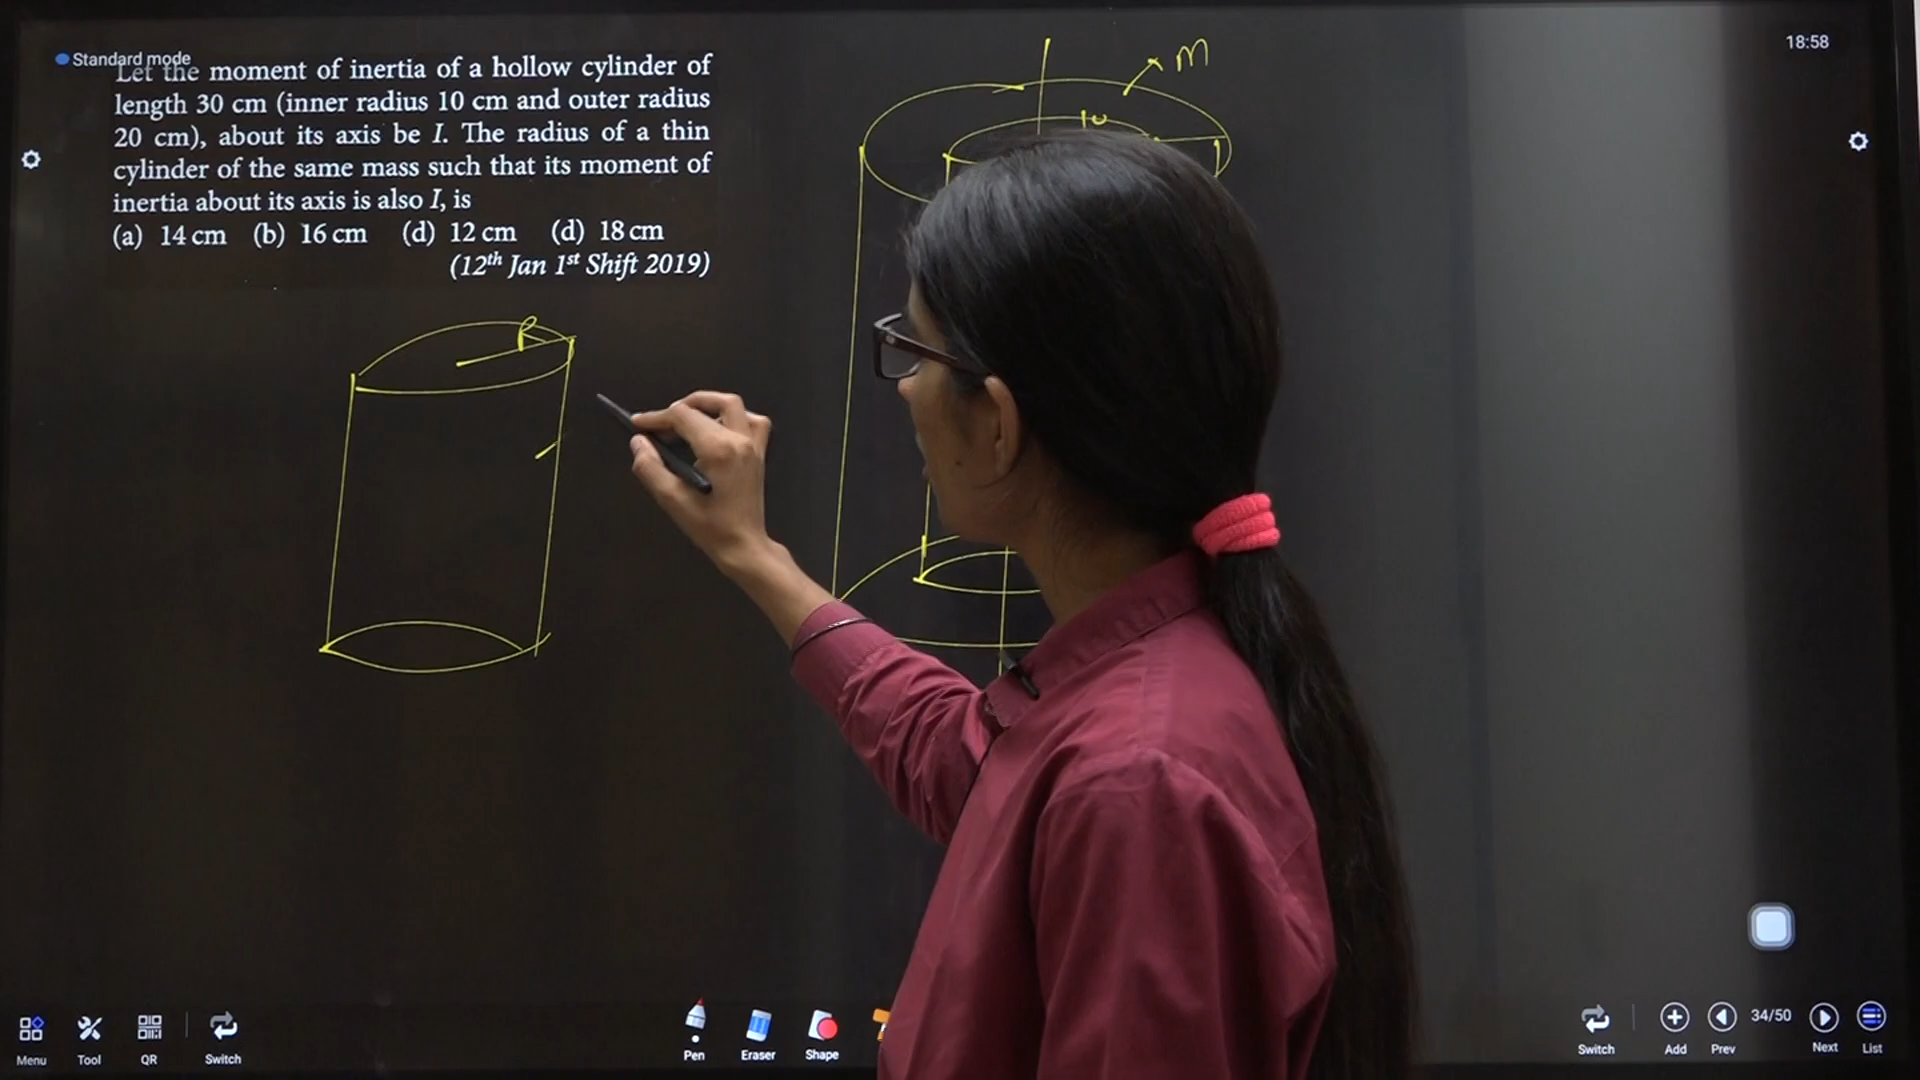 Standard mode
18:58
Let the moment of inertia of a hollow cylinder of
length 30 cm (inner radius 10 cm and outer radius
20 cm), about its axis be I. The radius of a thin
cylinder of the same mass such that its moment of
inertia about its axis is also I, is
(a) 14 cm (b) 16 cm (d) 12 cm (d) 18 cm
(12th Jan 1st Shift 2019)
M
10
R
Menu
Tool
QR
Switch
Pen
Eraser
Shape
Switch
Add
Prev
34/50
Next
List